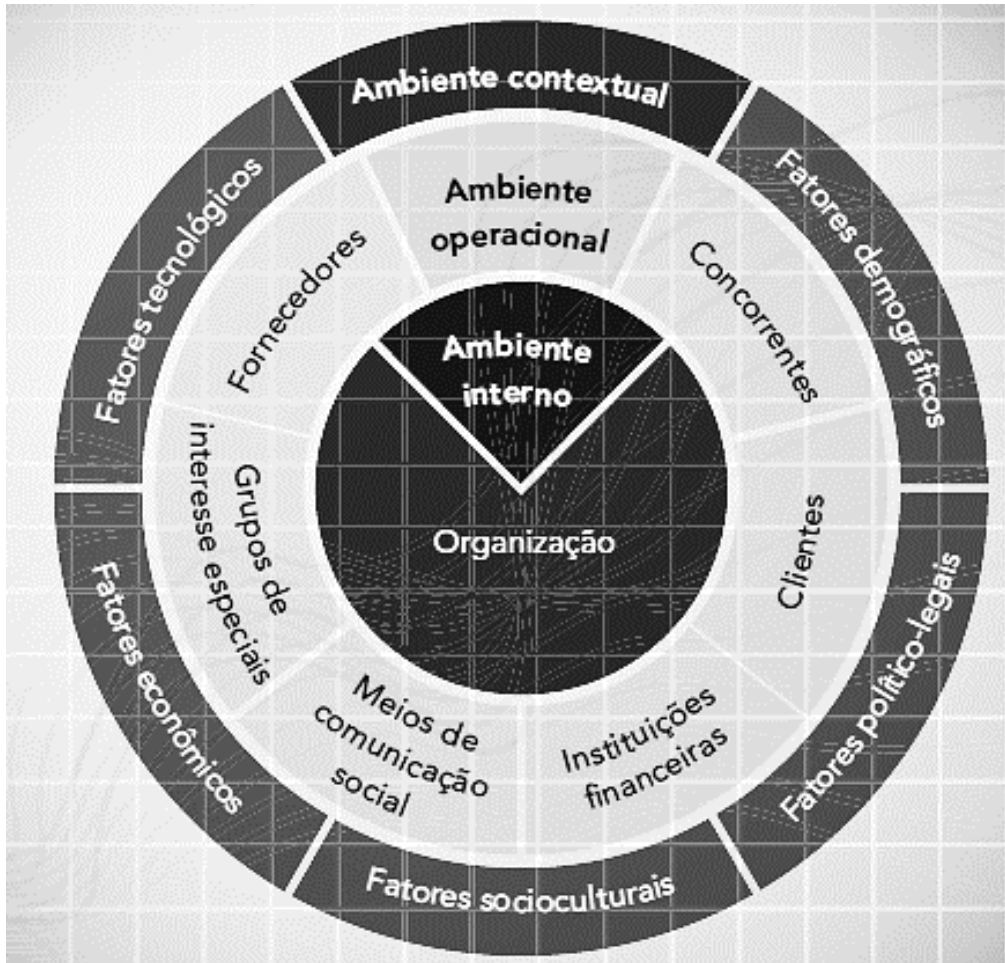 Ambiente contextual
Fatores demográficos
Fatores político-legais
Fatores socioculturais
Fatores econômicos
Fatores tecnológicos
Ambiente
operacional
Concorrentes
Clientes
Instituições
financeiras
Meios de
comunicação
social
Grupos de
interesse especiais
Fornecedores
Ambiente
interno
Organização